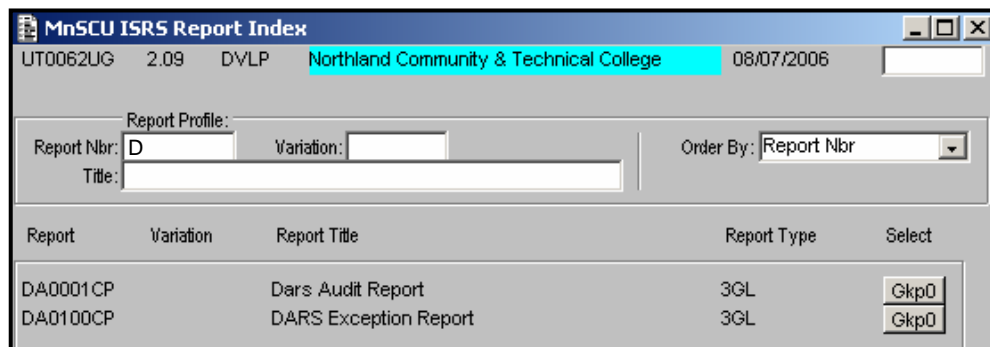 MnSCU ISRS Report Index
UT0062UG 2.09 DVLP Northland Community & Technical College 08/07/2006
Report Profile:
Report Nbr: D Variation: Order By: Report Nbr
Title:
Report Variation Report Title Report Type Select
DA0001CP Dars Audit Report 3GL Gkp0
DA0100CP DARS Exception Report 3GL Gkp0